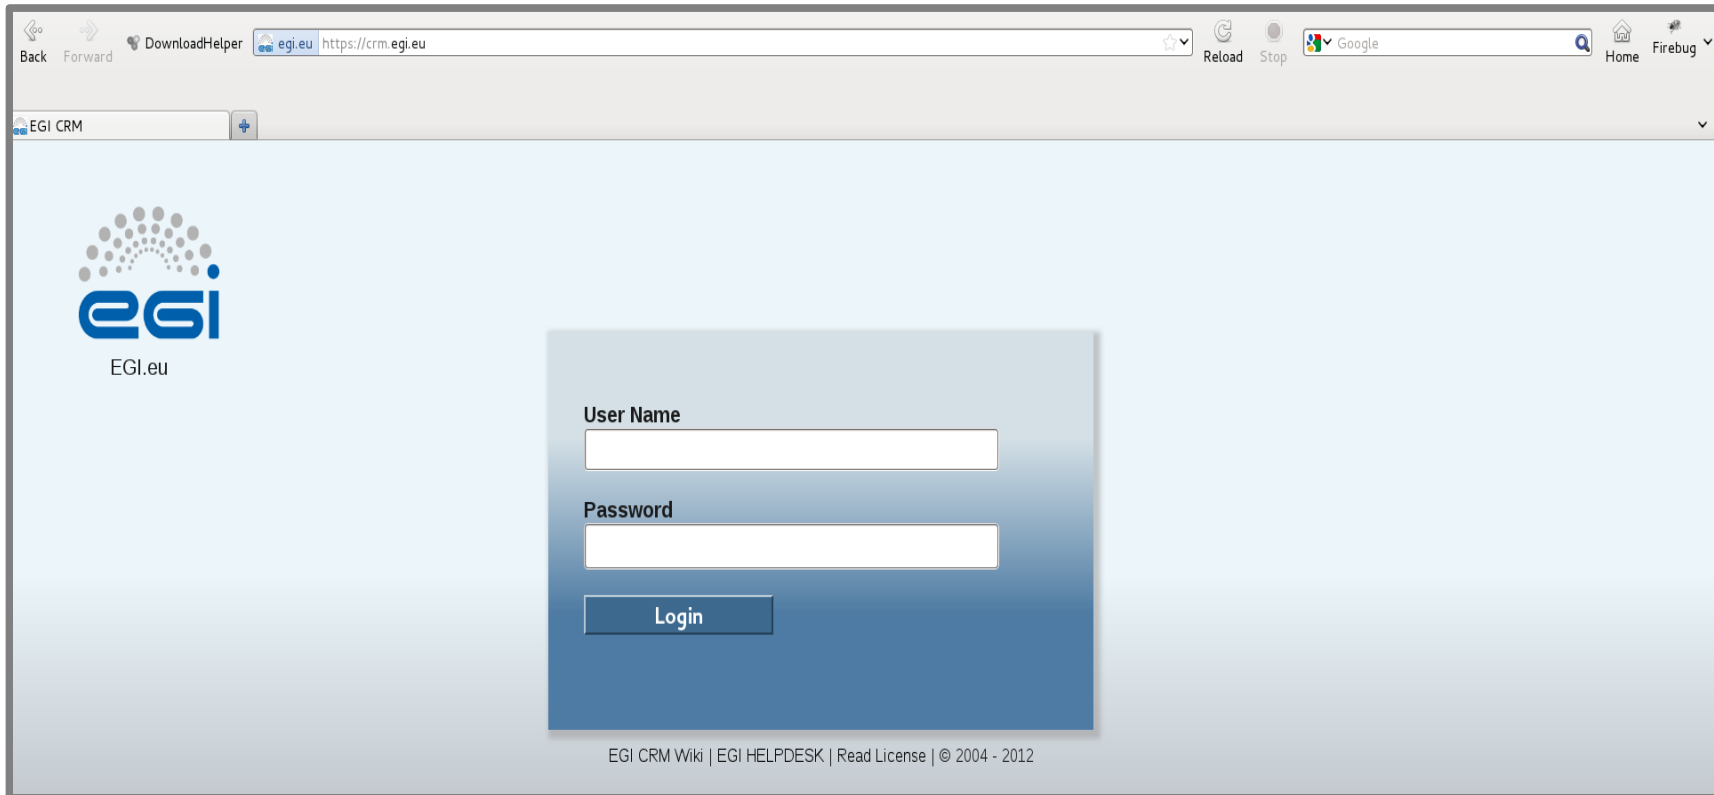 Back Forward DownloadHelper egi.eu https://crm.egi.eu Reload Stop Google Home Firebug
EGI CRM
egi
EGI.eu
User Name
Password
Login
EGI CRM Wiki | EGI HELPDESK | Read License | © 2004 - 2012